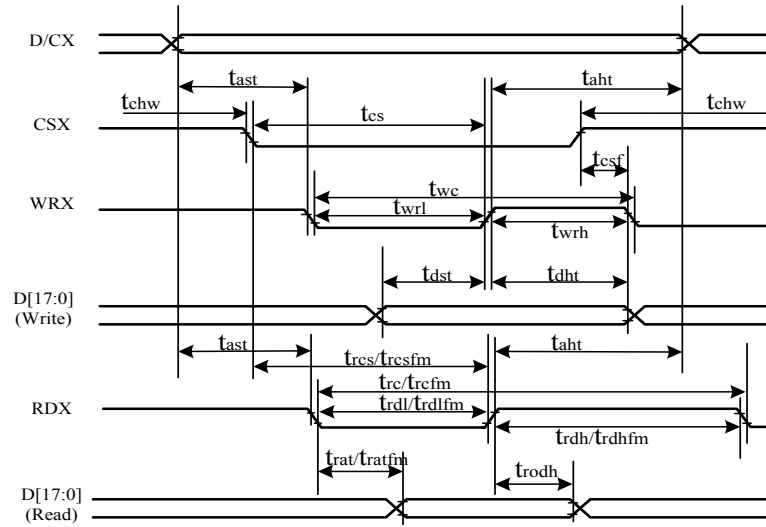 D/CX
tast
taht
tchw
tcs
tchw
CSX
tcsf
twc
WRX
twrl
twrh
tdst
tdht
D[17:0]
(Write)
tast
trcs/trcsfm
taht
trc/trcfm
RDX
trdl/trdlfm
trdh/trdhfm
trat/tratfm
trodh
D[17:0]
(Read)